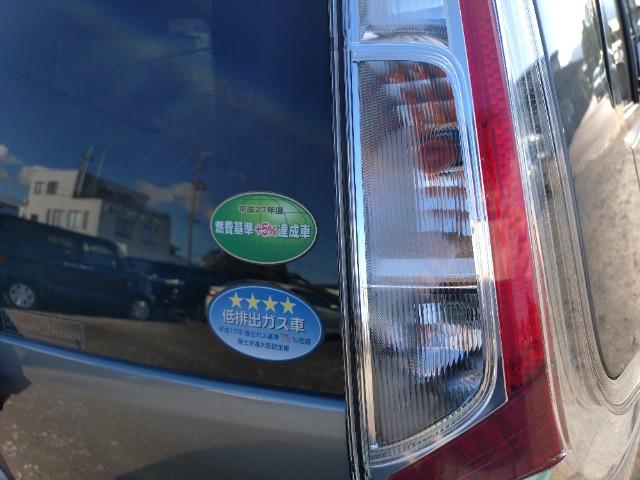 平成27年度
燃費基準+5%達成車
低排出ガス車
平成17年排出ガス基準75%低減
国土交通大臣認定車